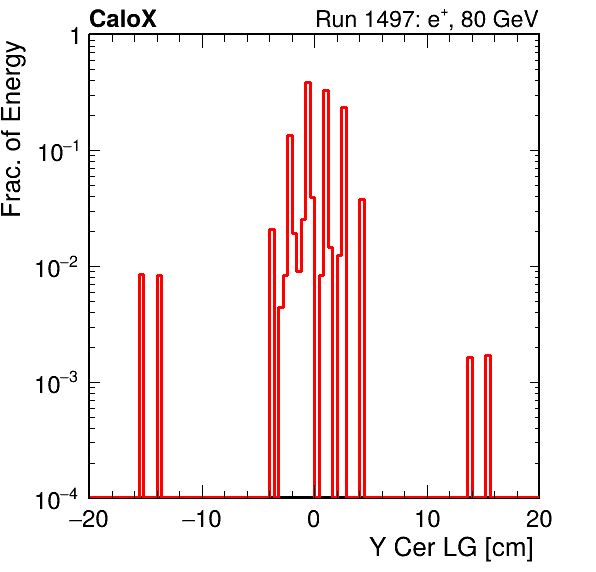 CaloX Run 1497: e⁺, 80 GeV
Frac. of Energy
1
10⁻¹
10⁻²
10⁻³
10⁻⁴
−20 −10 0 10 20
Y Cer LG [cm]